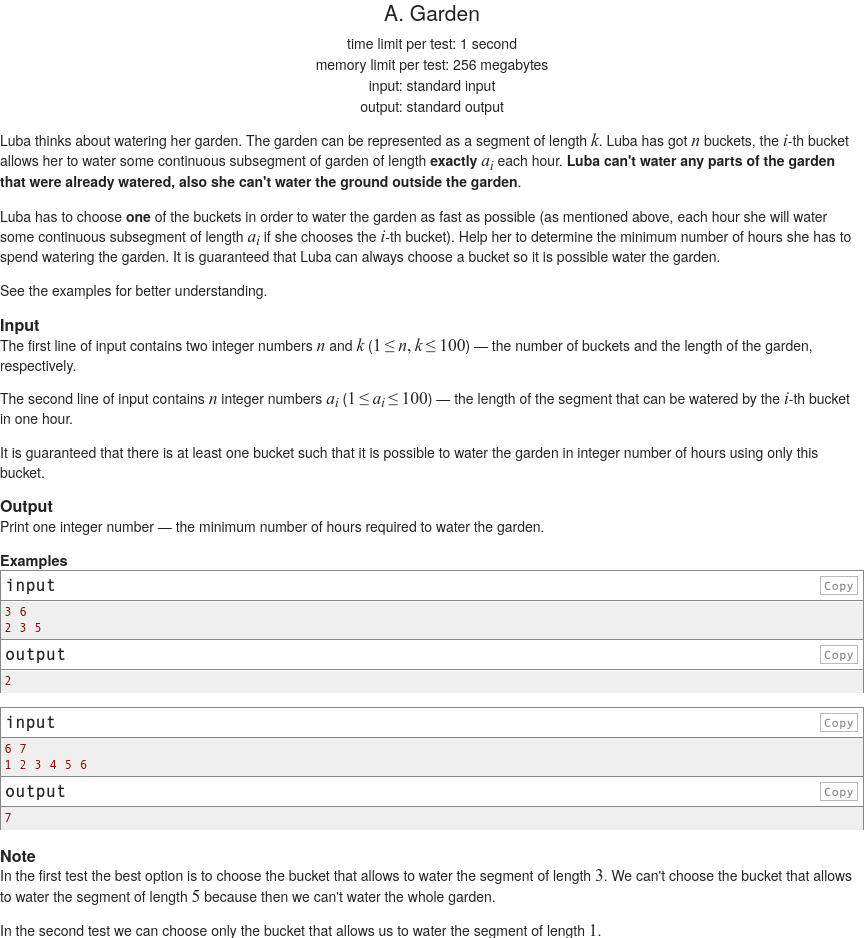 A. Garden
time limit per test: 1 second
memory limit per test: 256 megabytes
input: standard input
output: standard output
Luba thinks about watering her garden. The garden can be represented as a segment of length k. Luba has got n buckets, the i-th bucket
allows her to water some continuous subsegment of garden of length exactly a_i each hour. Luba can't water any parts of the garden
that were already watered, also she can't water the ground outside the garden.
Luba has to choose one of the buckets in order to water the garden as fast as possible (as mentioned above, each hour she will water
some continuous subsegment of length a_i if she chooses the i-th bucket). Help her to determine the minimum number of hours she has to
spend watering the garden. It is guaranteed that Luba can always choose a bucket so it is possible water the garden.
See the examples for better understanding.
Input
The first line of input contains two integer numbers n and k (1 ≤ n, k ≤ 100) — the number of buckets and the length of the garden,
respectively.
The second line of input contains n integer numbers a_i (1 ≤ a_i ≤ 100) — the length of the segment that can be watered by the i-th bucket
in one hour.
It is guaranteed that there is at least one bucket such that it is possible to water the garden in integer number of hours using only this
bucket.
Output
Print one integer number — the minimum number of hours required to water the garden.
Examples
input Copy
3 6
2 3 5
output Copy
2
input Copy
6 7
1 2 3 4 5 6
output Copy
7
Note
In the first test the best option is to choose the bucket that allows to water the segment of length 3. We can't choose the bucket that allows
to water the segment of length 5 because then we can't water the whole garden.
In the second test we can choose only the bucket that allows us to water the segment of length 1.